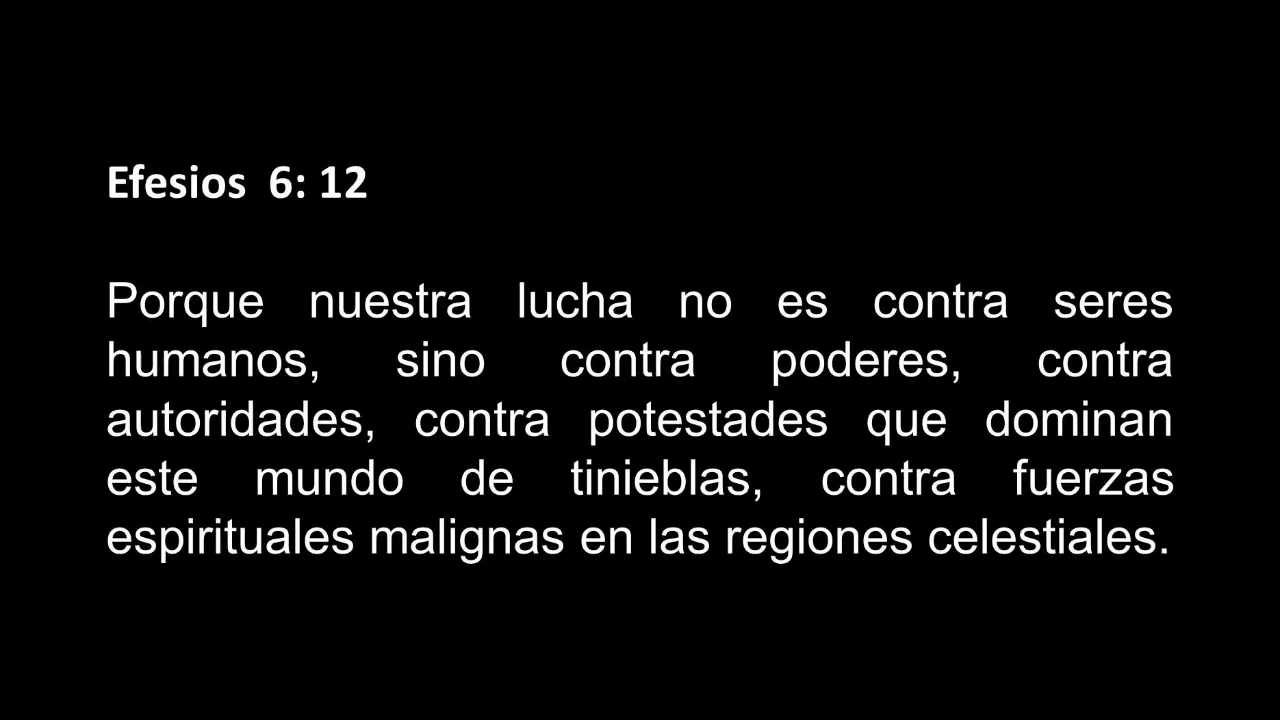 Efesios 6: 12
Porque nuestra lucha no es contra seres
humanos, sino contra poderes, contra
autoridades, contra potestades que dominan
este mundo de tinieblas, contra fuerzas
espirituales malignas en las regiones celestiales.